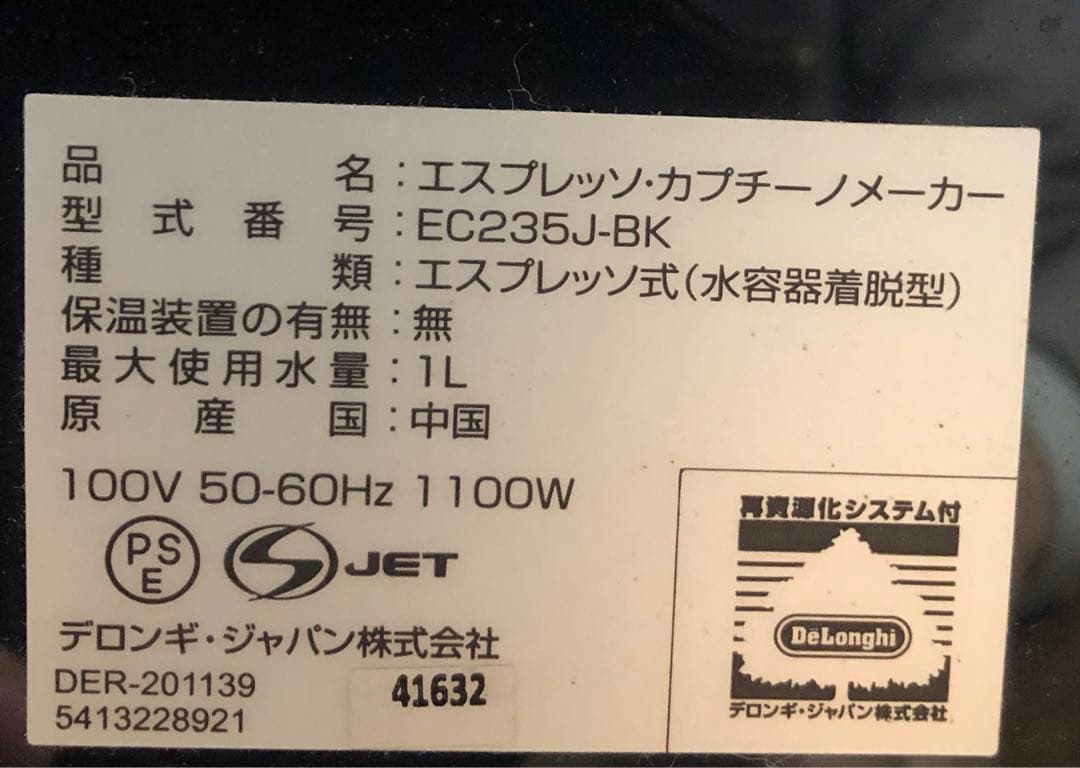 品名：エスプレッソ・カプチーノメーカー
型式番号：EC235J-BK
種類：エスプレッソ式（水容器着脱型）
保温装置の有無：無
最大使用水量：1L
原産国：中国
100V 50-60Hz 1100W
PSE
S JET
デロンギ・ジャパン株式会社
DER-201139
5413228921
41632
再資源化システム付
DeLonghi
デロンギ・ジャパン株式会社